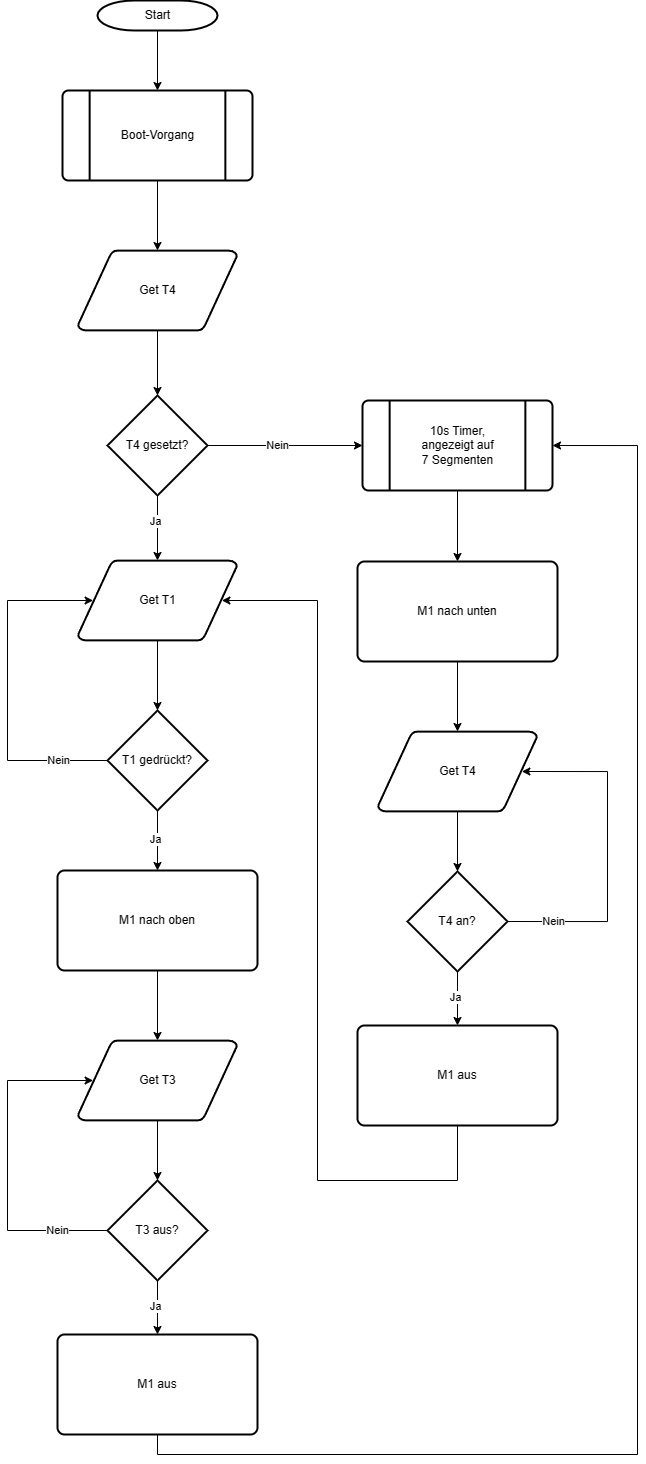 Start
Boot-Vorgang
Get T4
T4 gesetzt?
Nein
10s Timer,
angezeigt auf
7 Segmenten
Ja
Get T1
M1 nach unten
T1 gedrückt?
Nein
Get T4
Ja
M1 nach oben
T4 an?
Nein
Ja
Get T3
M1 aus
T3 aus?
Nein
Ja
M1 aus